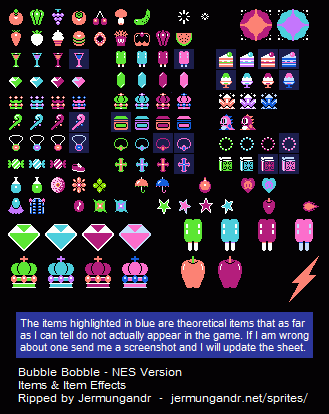 The items highlighted in blue are theoretical items that as far
as I can tell do not actually appear in the game. If I am wrong
about one send me a screenshot and I will update the sheet.
Bubble Bobble - NES Version
Items & Item Effects
Ripped by Jermungandr - jermungandr.net/sprites/